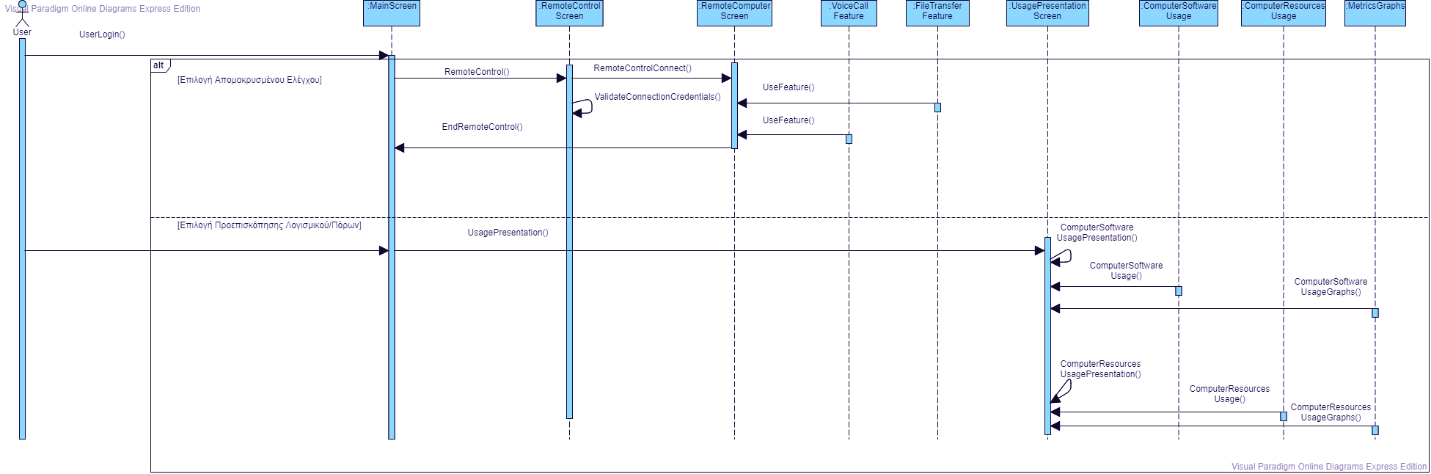 Visual Paradigm Online Diagrams Express Edition
User
:MainScreen
:RemoteControl
Screen
:RemoteComputer
Screen
:VoiceCall
Feature
:FileTransfer
Feature
:UsagePresentation
Screen
:ComputerSoftware
Usage
:ComputerResources
Usage
:MetricsGraphs
UserLogin()
alt
[Επιλογή Απομακρυσμένου Ελέγχου]
RemoteControl()
RemoteControlConnect()
ValidateConnectionCredentials()
UseFeature()
UseFeature()
EndRemoteControl()
[Επιλογή Προεπισκόπησης Λογισμικού/Πόρων]
UsagePresentation()
ComputerSoftware
UsagePresentation()
ComputerSoftware
Usage()
ComputerSoftware
UsageGraphs()
ComputerResources
UsagePresentation()
ComputerResources
Usage()
ComputerResources
UsageGraphs()
Visual Paradigm Online Diagrams Express Edition